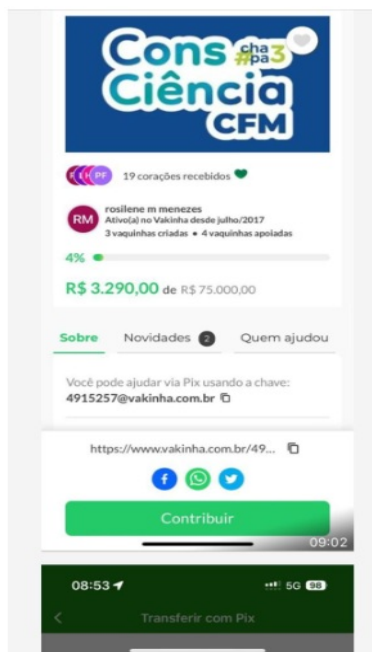 Cons #chapa3
Ciência
CFM
PF
19 corações recebidos
RM
rosilene m menezes
Ativo(a) no Vakinha desde julho/2017
3 vaquinhas criadas • 4 vaquinhas apoiadas
4%
R$ 3.290,00 de R$ 75.000,00
Sobre Novidades 2 Quem ajudou
Você pode ajudar via Pix usando a chave:
4915257@vakinha.com.br
https://www.vakinha.com.br/49...
Contribuir
09:02
08:53 5G 98
Transferir com Pix